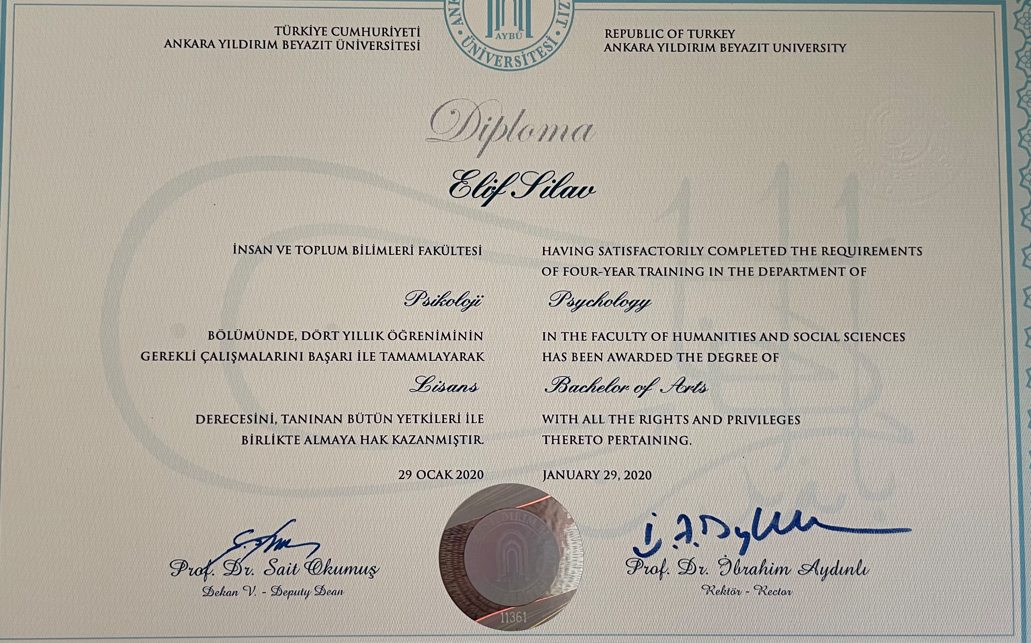 TÜRKİYE CUMHURİYETİ
ANKARA YILDIRIM BEYAZIT ÜNİVERSİTESİ
REPUBLIC OF TURKEY
ANKARA YILDIRIM BEYAZIT UNIVERSITY
AYBÜ
ÜNİVERSİTESİ
Diploma
Elif Silav
İNSAN VE TOPLUM BİLİMLERİ FAKÜLTESİ
Psikoloji
BÖLÜMÜNDE, DÖRT YILLIK ÖĞRENİMİNİN
GEREKLİ ÇALIŞMALARINI BAŞARI İLE TAMAMLAYARAK
Lisans
DERECESİNİ, TANINAN BÜTÜN YETKİLERİ İLE
BİRLİKTE ALMAYA HAK KAZANMIŞTIR.
29 OCAK 2020
HAVING SATISFACTORILY COMPLETED THE REQUIREMENTS
OF FOUR-YEAR TRAINING IN THE DEPARTMENT OF
Psychology
IN THE FACULTY OF HUMANITIES AND SOCIAL SCIENCES
HAS BEEN AWARDED THE DEGREE OF
Bachelor of Arts
WITH ALL THE RIGHTS AND PRIVILEGES
THERETO PERTAINING.
JANUARY 29, 2020
Prof. Dr. Sait Okumuş
Dekan V. - Deputy Dean
Prof. Dr. İbrahim Aydınlı
Rektör - Rector
11361